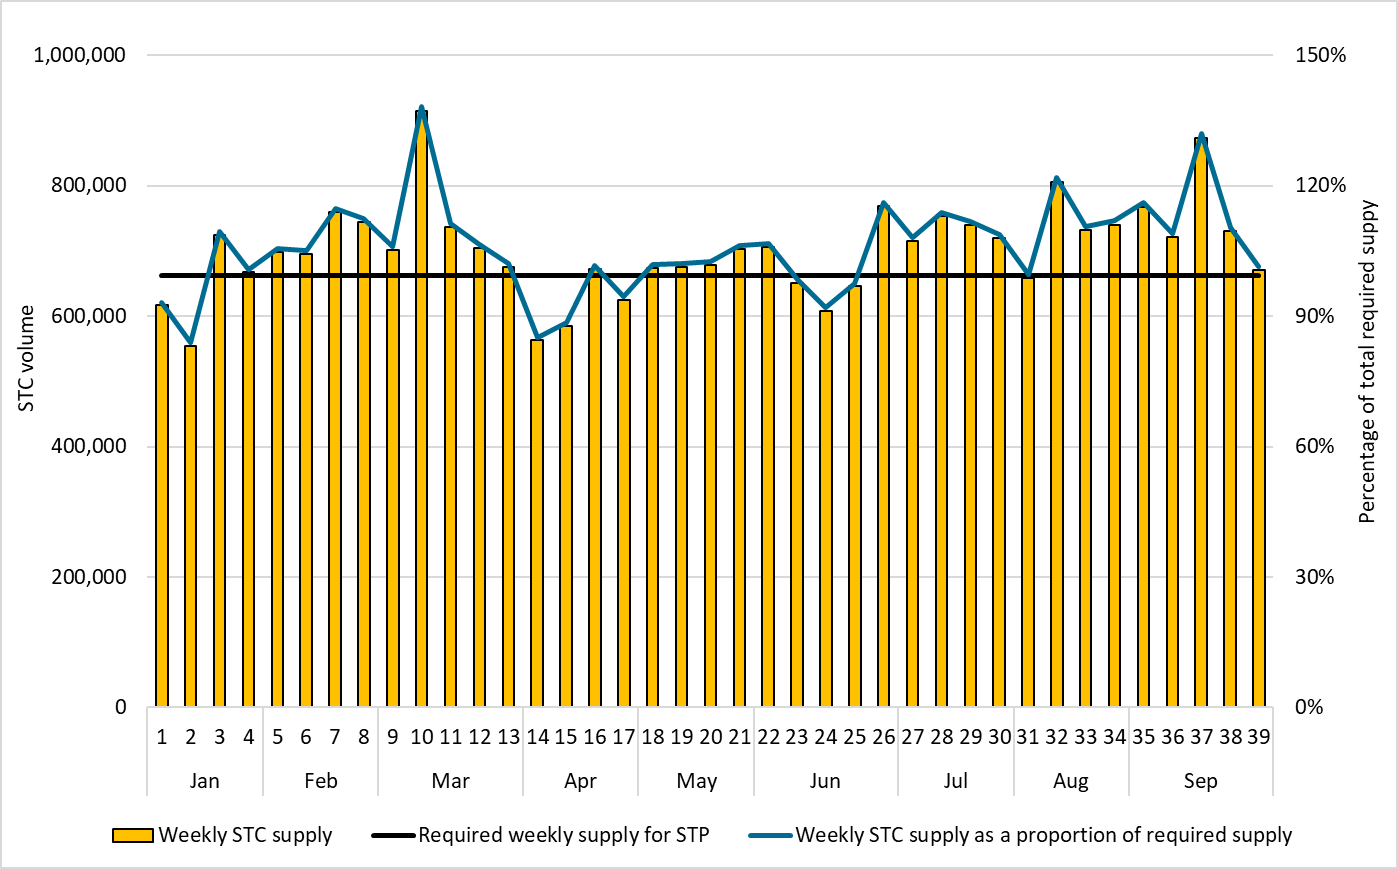 1,000,000
800,000
600,000
400,000
200,000
0
STC volume
150%
120%
90%
60%
30%
0%
Percentage of total required suppy
1 2 3 4 5 6 7 8 9 10 11 12 13 14 15 16 17 18 19 20 21 22 23 24 25 26 27 28 29 30 31 32 33 34 35 36 37 38 39
Jan Feb Mar Apr May Jun Jul Aug Sep
Weekly STC supply Required weekly supply for STP Weekly STC supply as a proportion of required supply